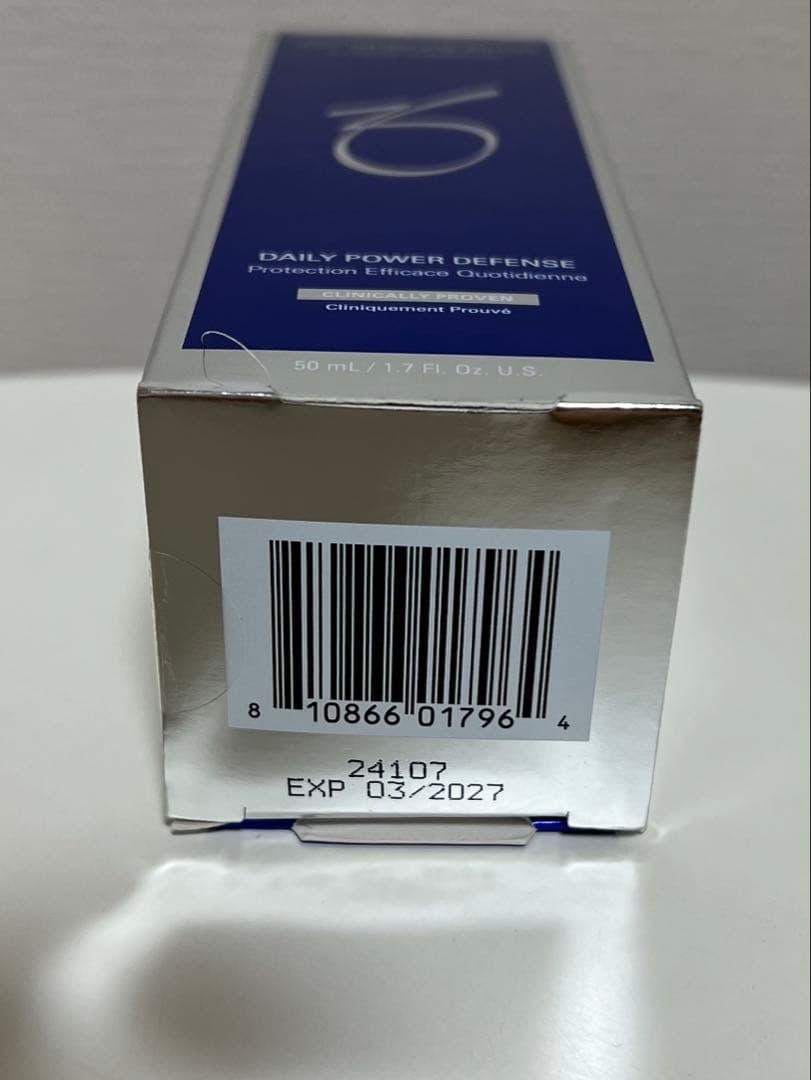 DAILY POWER DEFENSE
Protection Efficace Quotidienne
CLINICALLY PROVEN
Cliniquement Prouvé
50 mL / 1.7 Fl. Oz. U.S.
8 10866 01796 4
24107
EXP 03/2027